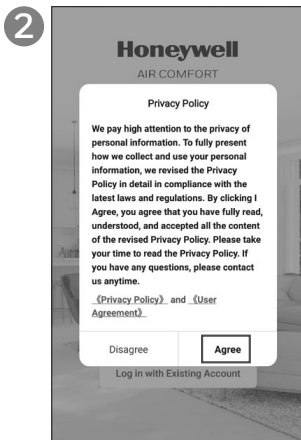 2
Honeywell
AIR COMFORT
Privacy Policy
We pay high attention to the privacy of
personal information. To fully present
how we collect and use your personal
information, we revised the Privacy
Policy in detail in compliance with the
latest laws and regulations. By clicking I
Agree, you agree that you have fully read,
understood, and accepted all the content
of the revised Privacy Policy. Please take
your time to read the Privacy Policy. If
you have any questions, please contact
us anytime.
《Privacy Policy》 and 《User
Agreement》
Disagree Agree
Log in with Existing Account